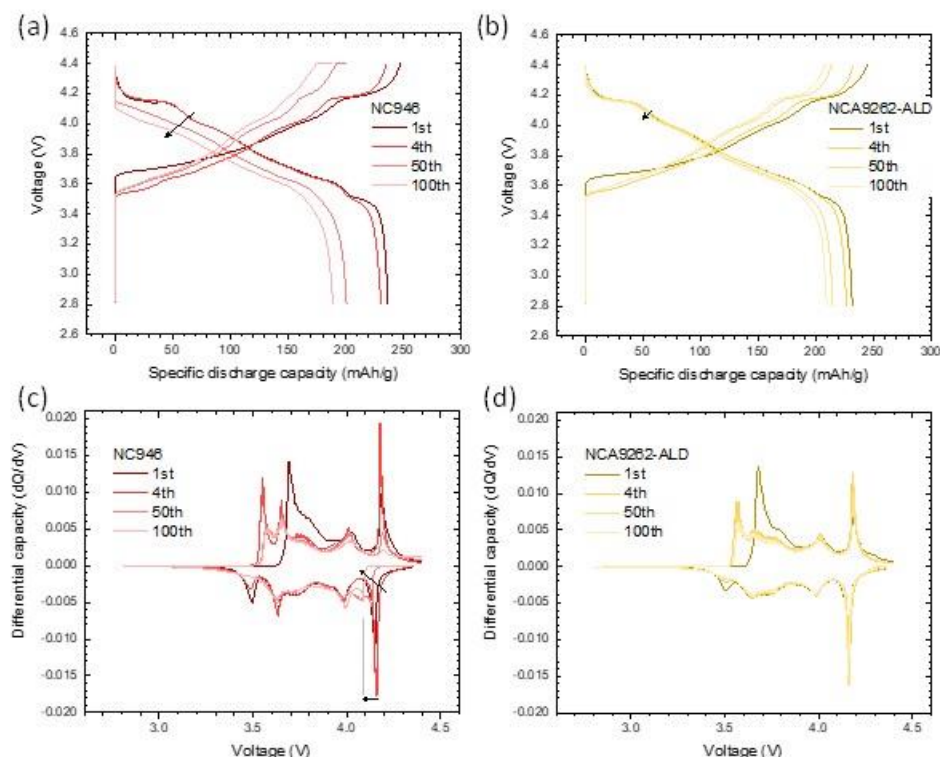 (a)
4.6
4.4
4.2
4.0
3.8
3.6
3.4
3.2
3.0
2.8
2.6
Voltage (V)
NC946
1st
4th
50th
100th
0 50 100 150 200 250 300
Specific discharge capacity (mAh/g)
(b)
4.6
4.4
4.2
4.0
3.8
3.6
3.4
3.2
3.0
2.8
2.6
Voltage (V)
NCA9262-ALD
1st
4th
50th
100th
0 50 100 150 200 250 300
Specific discharge capacity (mAh/g)
(c)
0.020
0.015
0.010
0.005
0.000
-0.005
-0.010
-0.015
-0.020
Differential capacity (dQ/dV)
NC946
1st
4th
50th
100th
3.0 3.5 4.0 4.5
Voltage (V)
(d)
0.020
0.015
0.010
0.005
0.000
-0.005
-0.010
-0.015
-0.020
Differential capacity (dQ/dV)
NCA9262-ALD
1st
4th
50th
100th
3.0 3.5 4.0 4.5
Voltage (V)